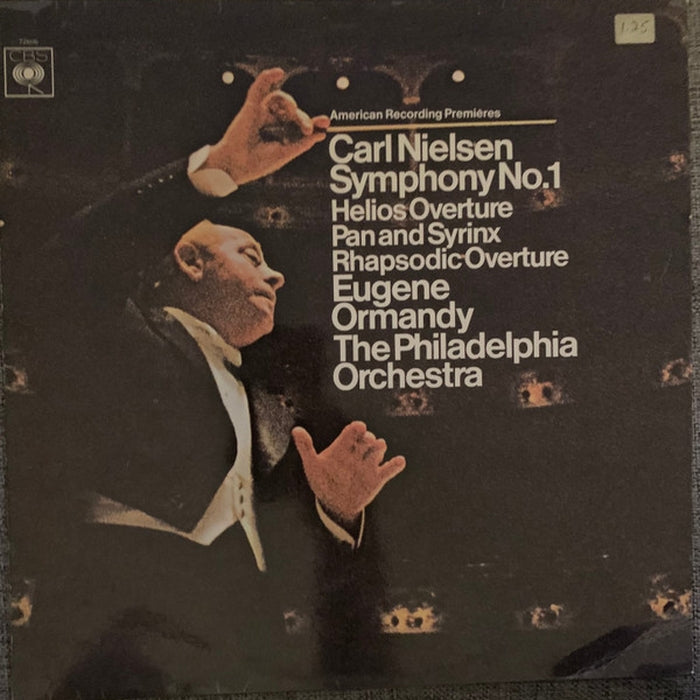 1.25
CBS
American Recording Premières
Carl Nielsen
Symphony No.1
Helios Overture
Pan and Syrinx
Rhapsodic Overture
Eugene
Ormandy
The Philadelphia
Orchestra